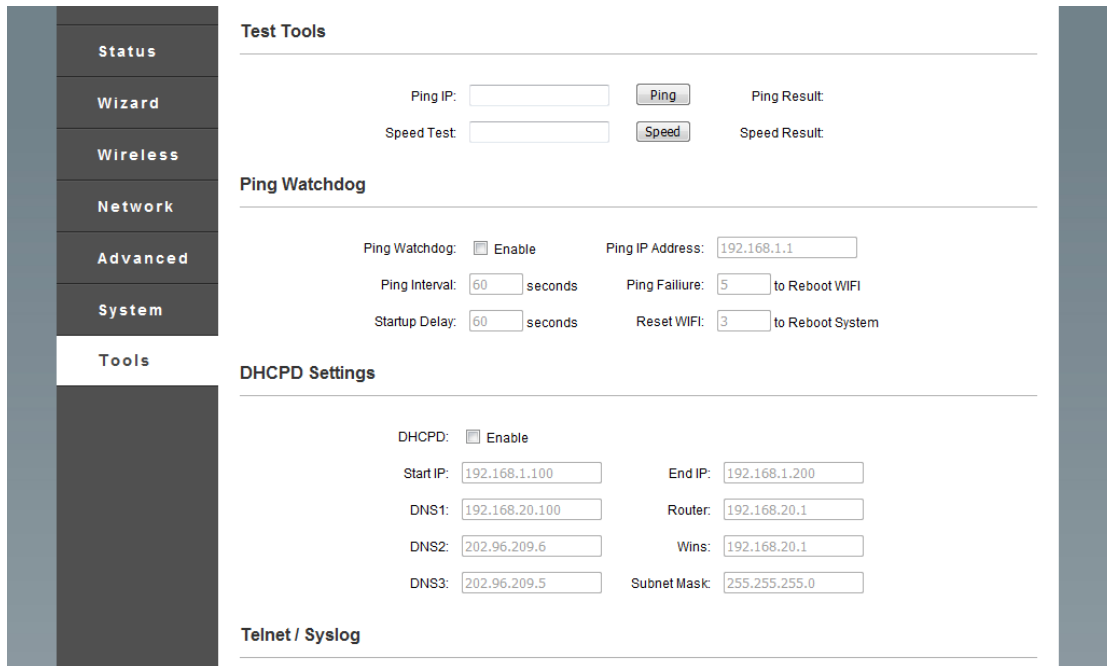 Status
Wizard
Wireless
Network
Advanced
System
Tools
Test Tools
Ping IP: Ping Ping Result:
Speed Test: Speed Speed Result:
Ping Watchdog
Ping Watchdog: Enable Ping IP Address: 192.168.1.1
Ping Interval: 60 seconds Ping Failiure: 5 to Reboot WIFI
Startup Delay: 60 seconds Reset WIFI: 3 to Reboot System
DHCPD Settings
DHCPD: Enable
Start IP: 192.168.1.100 End IP: 192.168.1.200
DNS1: 192.168.20.100 Router: 192.168.20.1
DNS2: 202.96.209.6 Wins: 192.168.20.1
DNS3: 202.96.209.5 Subnet Mask: 255.255.255.0
Telnet / Syslog